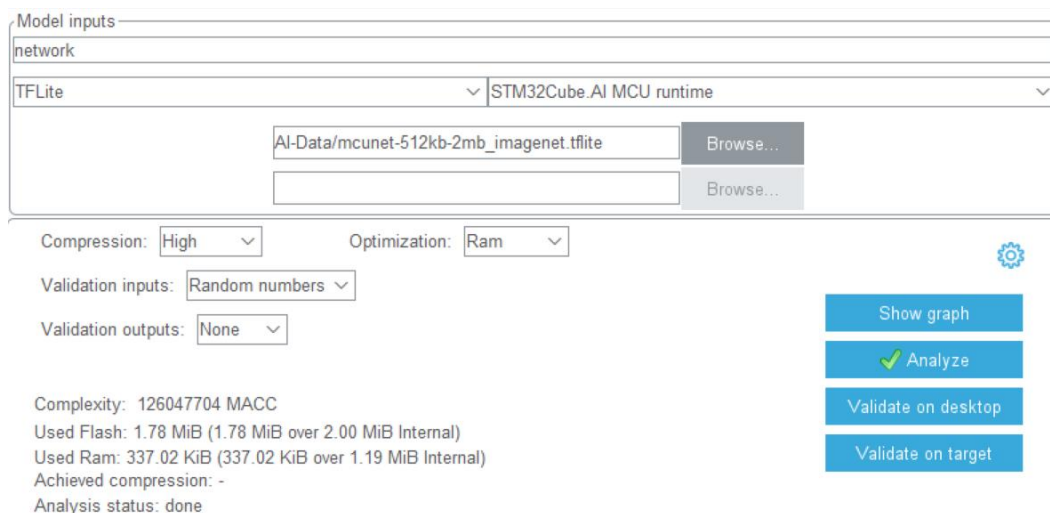 Model inputs
network
TFLite STM32Cube.AI MCU runtime
AI-Data/mcunet-512kb-2mb_imagenet.tflite Browse...
Browse...
Compression: High Optimization: Ram
Validation inputs: Random numbers
Validation outputs: None
Show graph
Analyze
Validate on desktop
Validate on target
Complexity: 126047704 MACC
Used Flash: 1.78 MiB (1.78 MiB over 2.00 MiB Internal)
Used Ram: 337.02 KiB (337.02 KiB over 1.19 MiB Internal)
Achieved compression: -
Analysis status: done